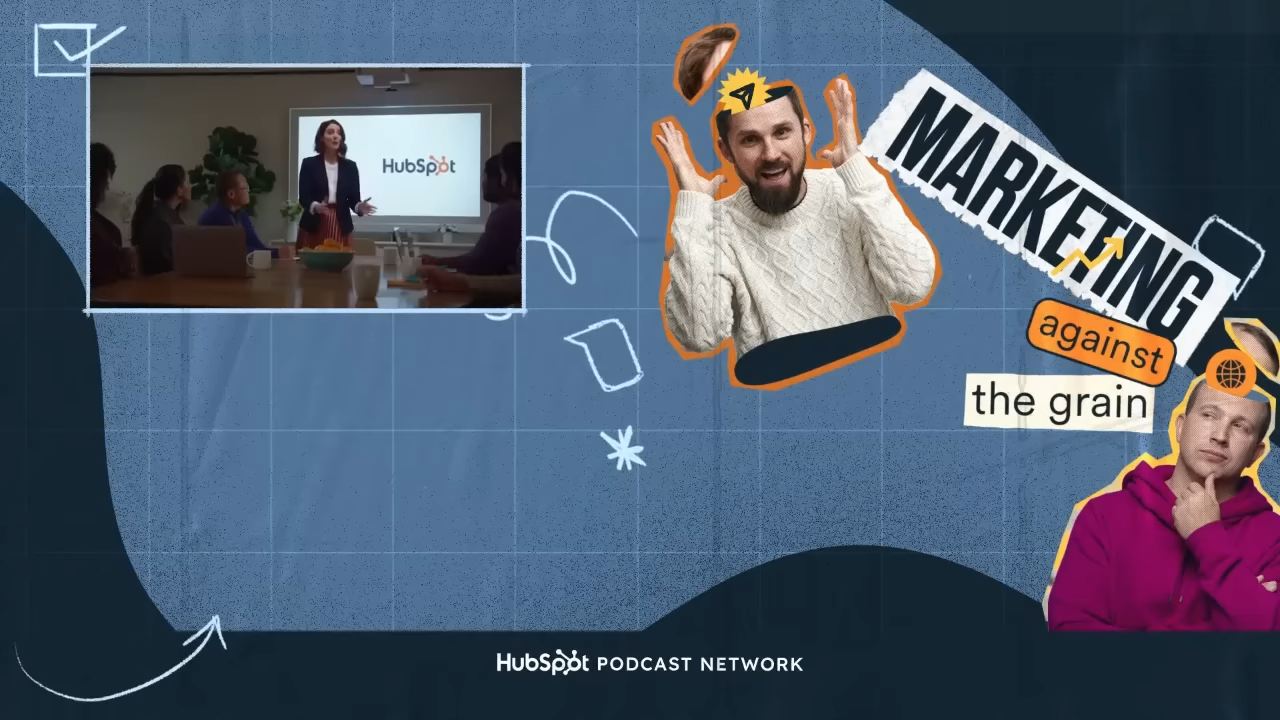 HubSpot
MARKETING
against
the grain
HubSpot PODCAST NETWORK